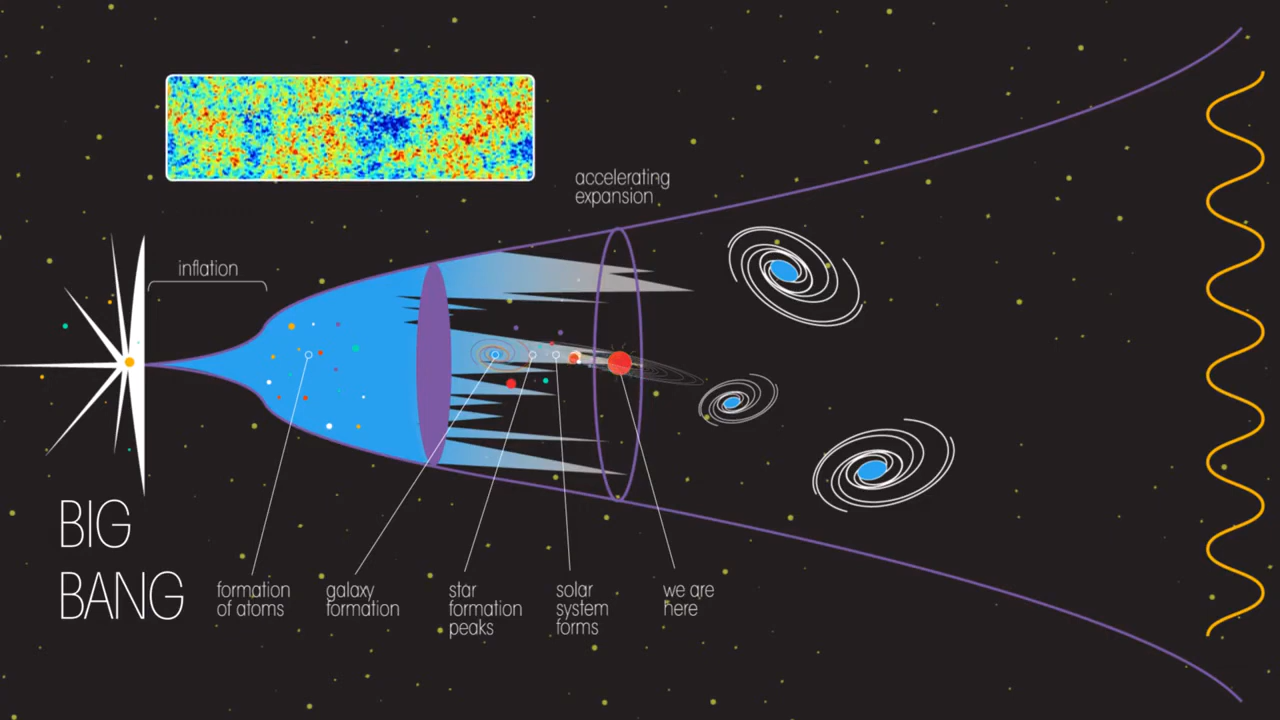 accelerating
expansion
inflation
BIG
BANG
formation
of atoms
galaxy
formation
star
formation
peaks
solar
system
forms
we are
here